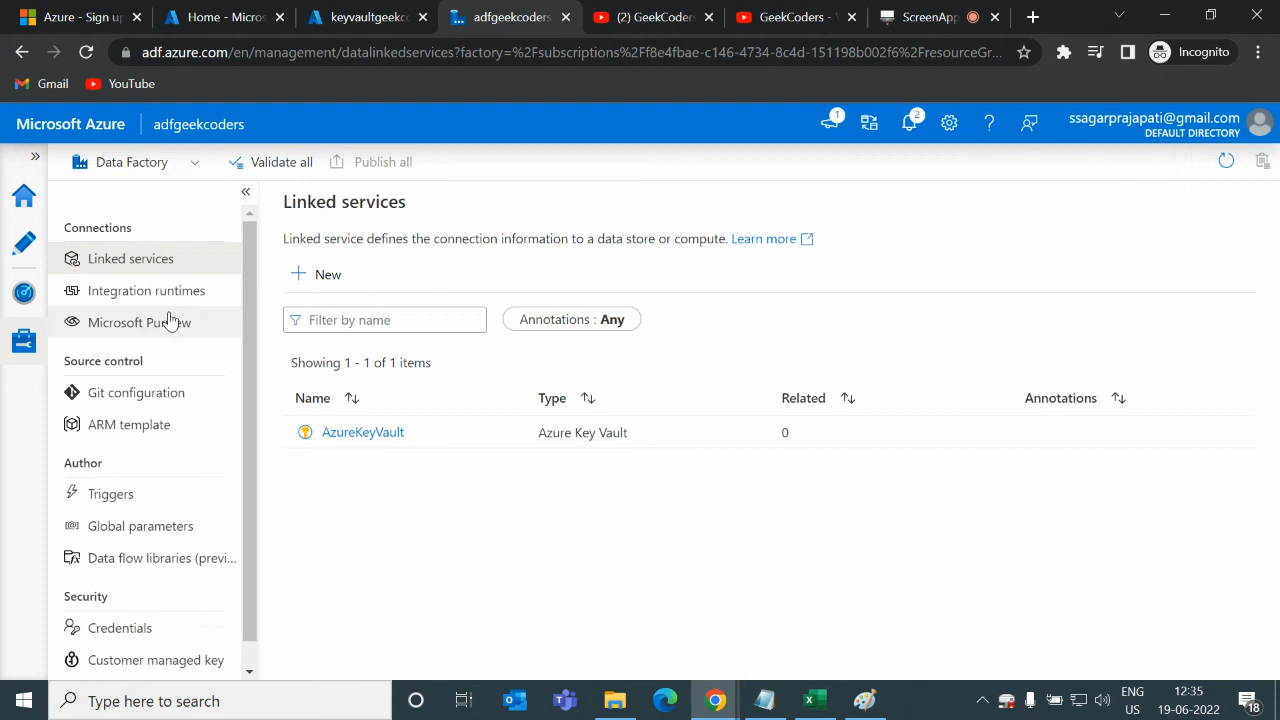 Azure - Sign up
Home - Micros
keyvaultgeekc
adfgeekcoders
(2) GeekCoder
GeekCoders - Y
ScreenApp
adf.azure.com/en/management/datalinkedservices?factory=%2Fsubscriptions%2Ff8e4fbae-c146-4734-8c4d-151198b002f6%2FresourceGr...
Incognito
Gmail
YouTube
Microsoft Azure
adfgeekcoders
1
2
ssagarprajapati@gmail.com
DEFAULT DIRECTORY
Data Factory
Validate all
Publish all
Connections
Linked services
Integration runtimes
Microsoft Purview
Source control
Git configuration
ARM template
Author
Triggers
Global parameters
Data flow libraries (previ...
Security
Credentials
Customer managed key
Linked services
Linked service defines the connection information to a data store or compute. Learn more
New
Filter by name
Annotations : Any
Showing 1 - 1 of 1 items
Name Type Related Annotations
AzureKeyVault Azure Key Vault 0
Type here to search
ENG
US
12:35
19-06-2022
18